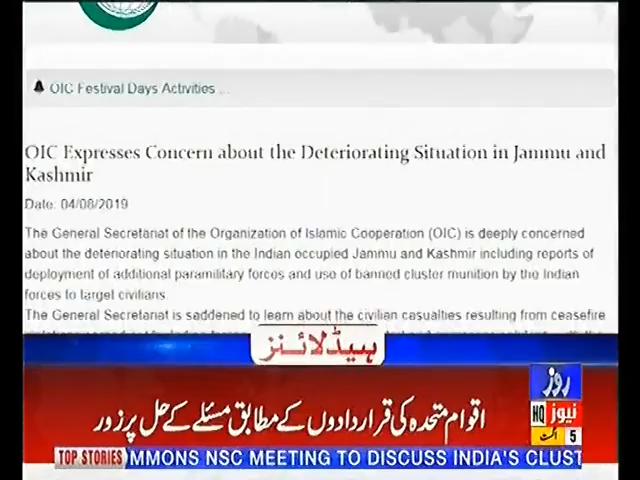 OIC Festival Days Activities ...
OIC Expresses Concern about the Deteriorating Situation in Jammu and
Kashmir
Date: 04/08/2019
The General Secretariat of the Organization of Islamic Cooperation (OIC) is deeply concerned
about the deteriorating situation in the Indian occupied Jammu and Kashmir including reports of
deployment of additional paramilitary forces and use of banned cluster munition by the Indian
forces to target civilians.
The General Secretariat is saddened to learn about the civilian casualties resulting from ceasefire
ہیڈلائنز
روز
HQ نیوز
5 اگست
اقوام متحدہ کی قراردادوں کے مطابق مسئلے کے حل پر زور
TOP STORIES MMONS NSC MEETING TO DISCUSS INDIA'S CLUST